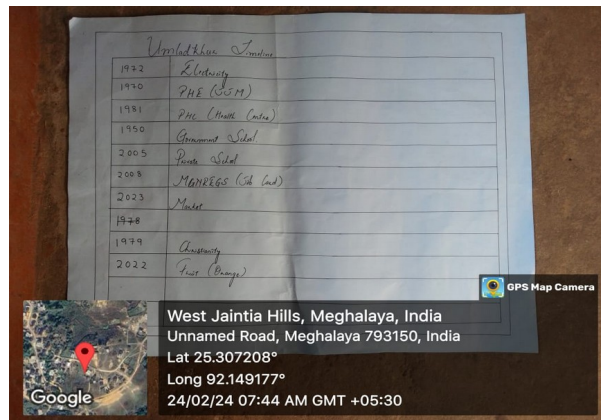 Umladkhur Timeline
1972 Electricity
1970 PHE (JJM)
1981 PHC (Health Centre)
1950 Government School
2005 Private School
2008 MGNREGS (Job Card)
2023 Market
1978
1979 Christianity
2022 Fruit (Orange)
GPS Map Camera
West Jaintia Hills, Meghalaya, India
Unnamed Road, Meghalaya 793150, India
Lat 25.307208°
Long 92.149177°
24/02/24 07:44 AM GMT +05:30
Google